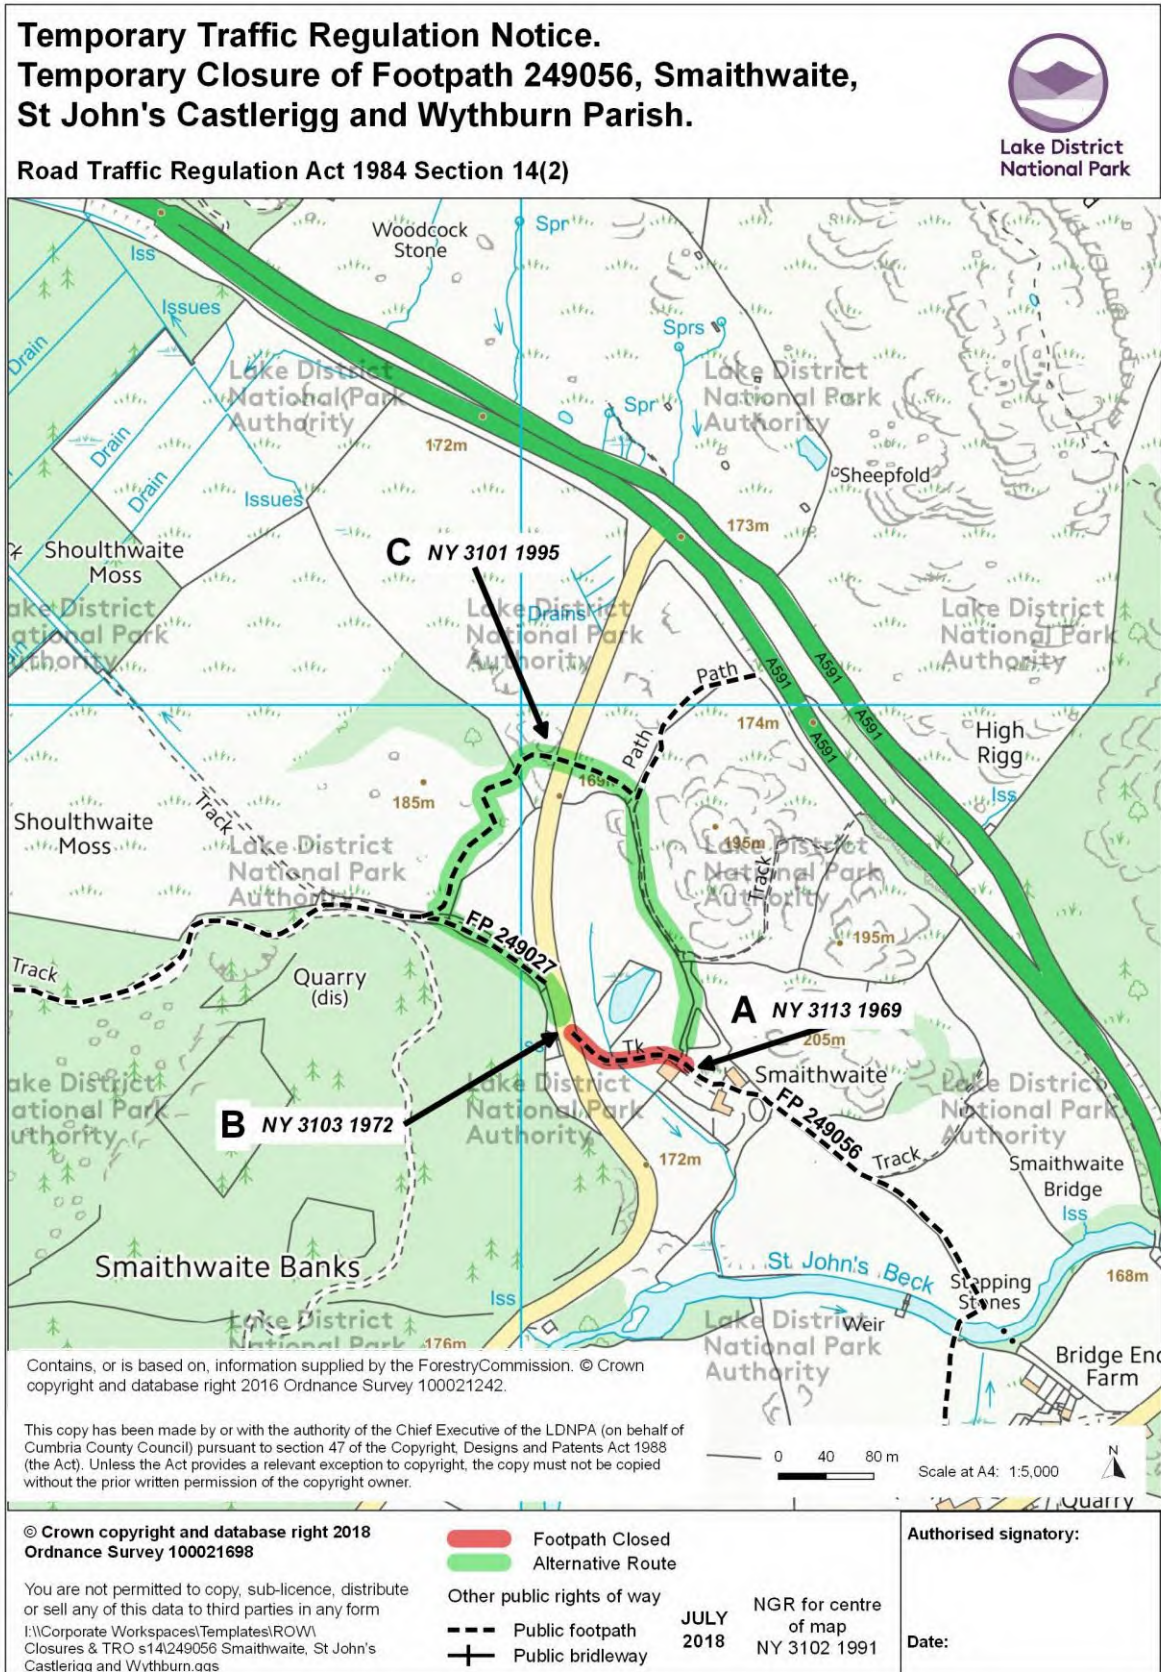 Temporary Traffic Regulation Notice.
Temporary Closure of Footpath 249056, Smaithwaite,
St John's Castlerigg and Wythburn Parish.
Road Traffic Regulation Act 1984 Section 14(2)
Lake District
National Park
Woodcock
Stone
Spr
Iss
Issues
Drain
Sprs
Lake District
National Park
Authority
Lake District
National Park
Authority
Spr
172m
Drain
Drain
Issues
Sheepfold
173m
C NY 3101 1995
Shoulthwaite
Moss
ake District
ational Park
uthority
ain
Lake District
National Park
Authority
Drains
Lake District
National Park
Authority
Path
A591
A591
174m
A591
A591
High
Rigg
Path
169m
Iss
185m
Track
Shoulthwaite
Moss
195m
Lake District
National Park
Authority
Lake District
National Park
Authority
Track
FP 249027
195m
Track
Quarry
(dis)
A NY 3113 1969
205m
Iss
Tk
Smaithwaite
ake District
ational Park
uthority
Lake District
National Park
Authority
Lake District
National Park
Authority
B NY 3103 1972
FP 249056
172m
Track
Smaithwaite
Bridge
Iss
Smaithwaite Banks
St John's Beck
168m
Stepping
Stones
Iss
Lake District
National Park
Lake District
National Park
Authority
Weir
176m
Bridge End
Farm
Contains, or is based on, information supplied by the ForestryCommission. © Crown
copyright and database right 2016 Ordnance Survey 100021242.
This copy has been made by or with the authority of the Chief Executive of the LDNPA (on behalf of
Cumbria County Council) pursuant to section 47 of the Copyright, Designs and Patents Act 1988
(the Act). Unless the Act provides a relevant exception to copyright, the copy must not be copied
without the prior written permission of the copyright owner.
0 40 80 m
Scale at A4: 1:5,000
N
Quarry
© Crown copyright and database right 2018
Ordnance Survey 100021698
You are not permitted to copy, sub-licence, distribute
or sell any of this data to third parties in any form
I:\\Corporate Workspaces\Templates\ROW\
Closures & TRO s14\249056 Smaithwaite, St John's
Castlerigg and Wythburn.qgs
Footpath Closed
Alternative Route
Other public rights of way
Public footpath
Public bridleway
JULY
2018
NGR for centre
of map
NY 3102 1991
Authorised signatory:
Date: